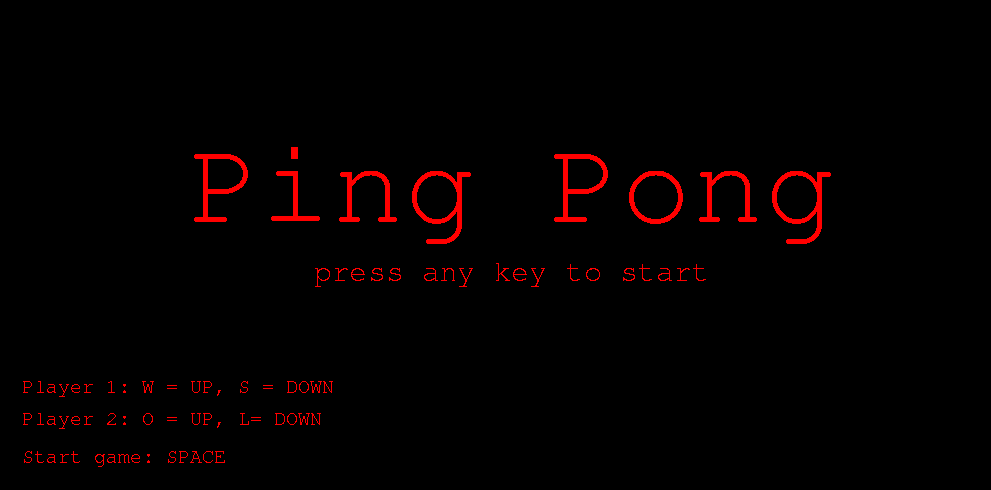 Ping Pong
press any key to start
Player 1: W = UP, S = DOWN
Player 2: O = UP, L= DOWN
Start game: SPACE